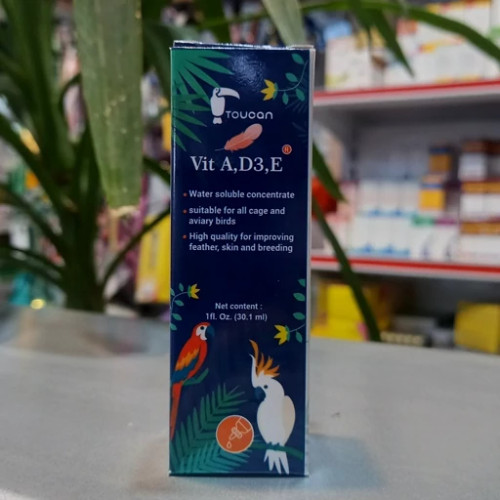 TOUCAN
Vit A,D3,E®
• Water soluble concentrate
• suitable for all cage and
aviary birds
• High quality for improving
feather, skin and breeding
Net content :
1fl. Oz. (30.1 ml)